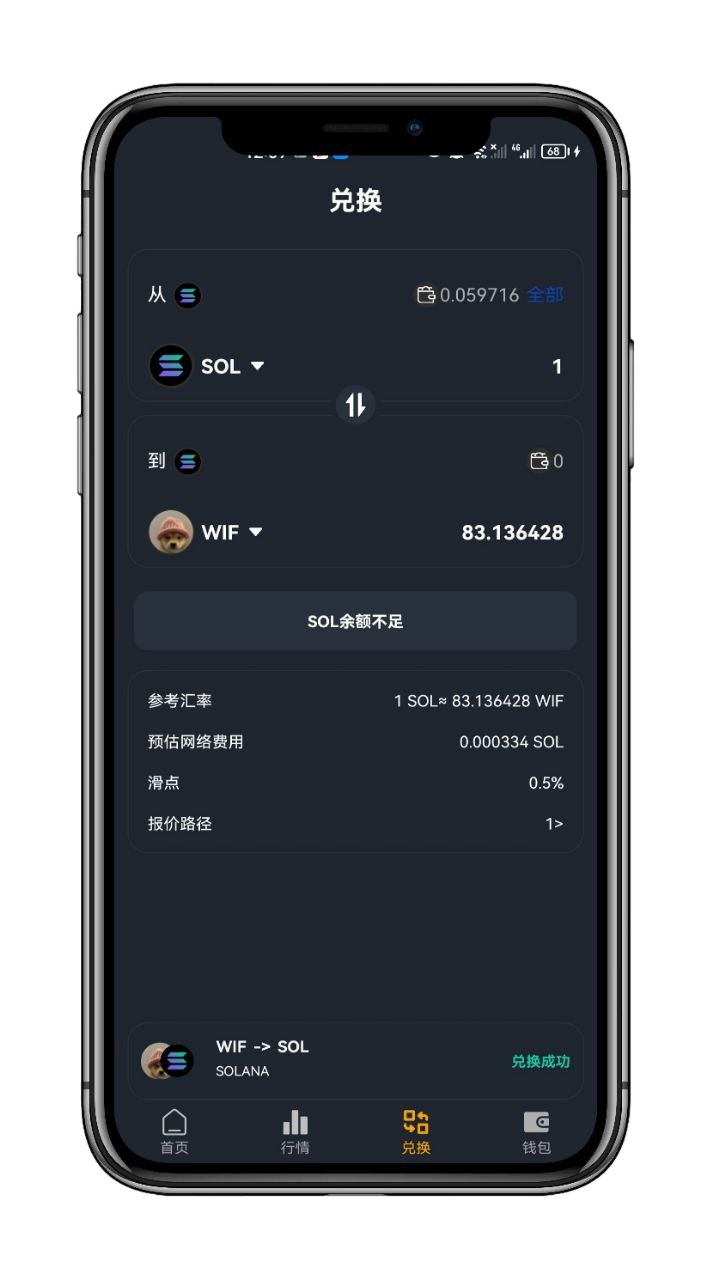 4G 68
兑换
从 0.059716 全部
SOL 1
到 0
WIF 83.136428
SOL余额不足
参考汇率 1 SOL≈ 83.136428 WIF
预估网络费用 0.000334 SOL
滑点 0.5%
报价路径 1>
WIF -> SOL
SOLANA
兑换成功
首页 行情 兑换 钱包